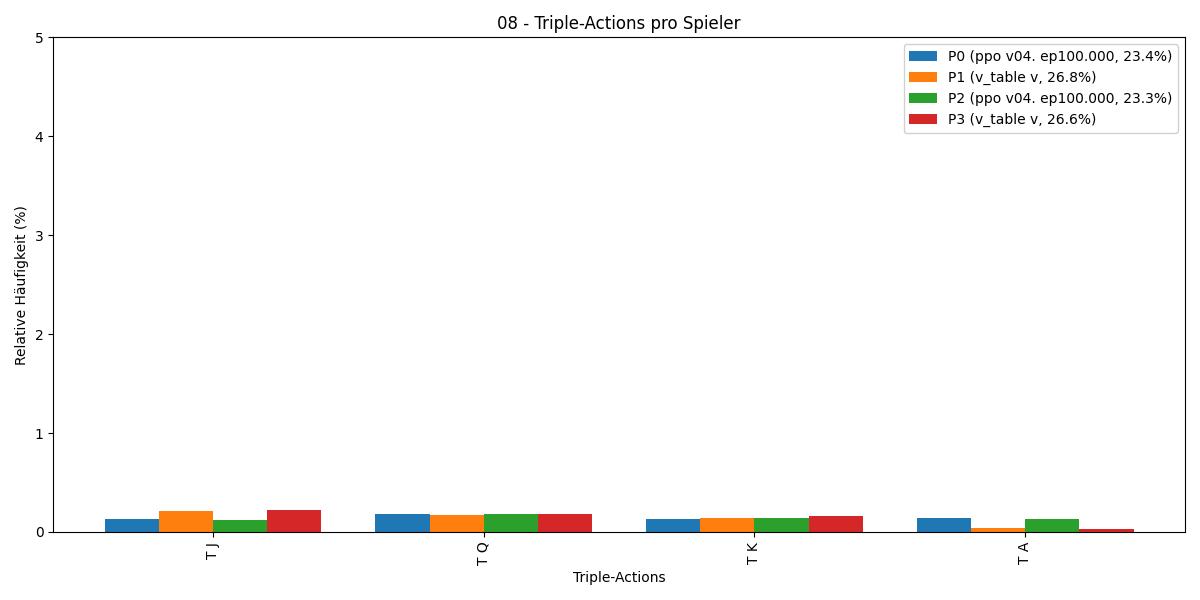 08 - Triple-Actions pro Spieler
P0 (ppo v04. ep100.000, 23.4%)
P1 (v_table v, 26.8%)
P2 (ppo v04. ep100.000, 23.3%)
P3 (v_table v, 26.6%)
Relative Häufigkeit (%)
5
4
3
2
1
0
T J
T Q
T K
T A
Triple-Actions